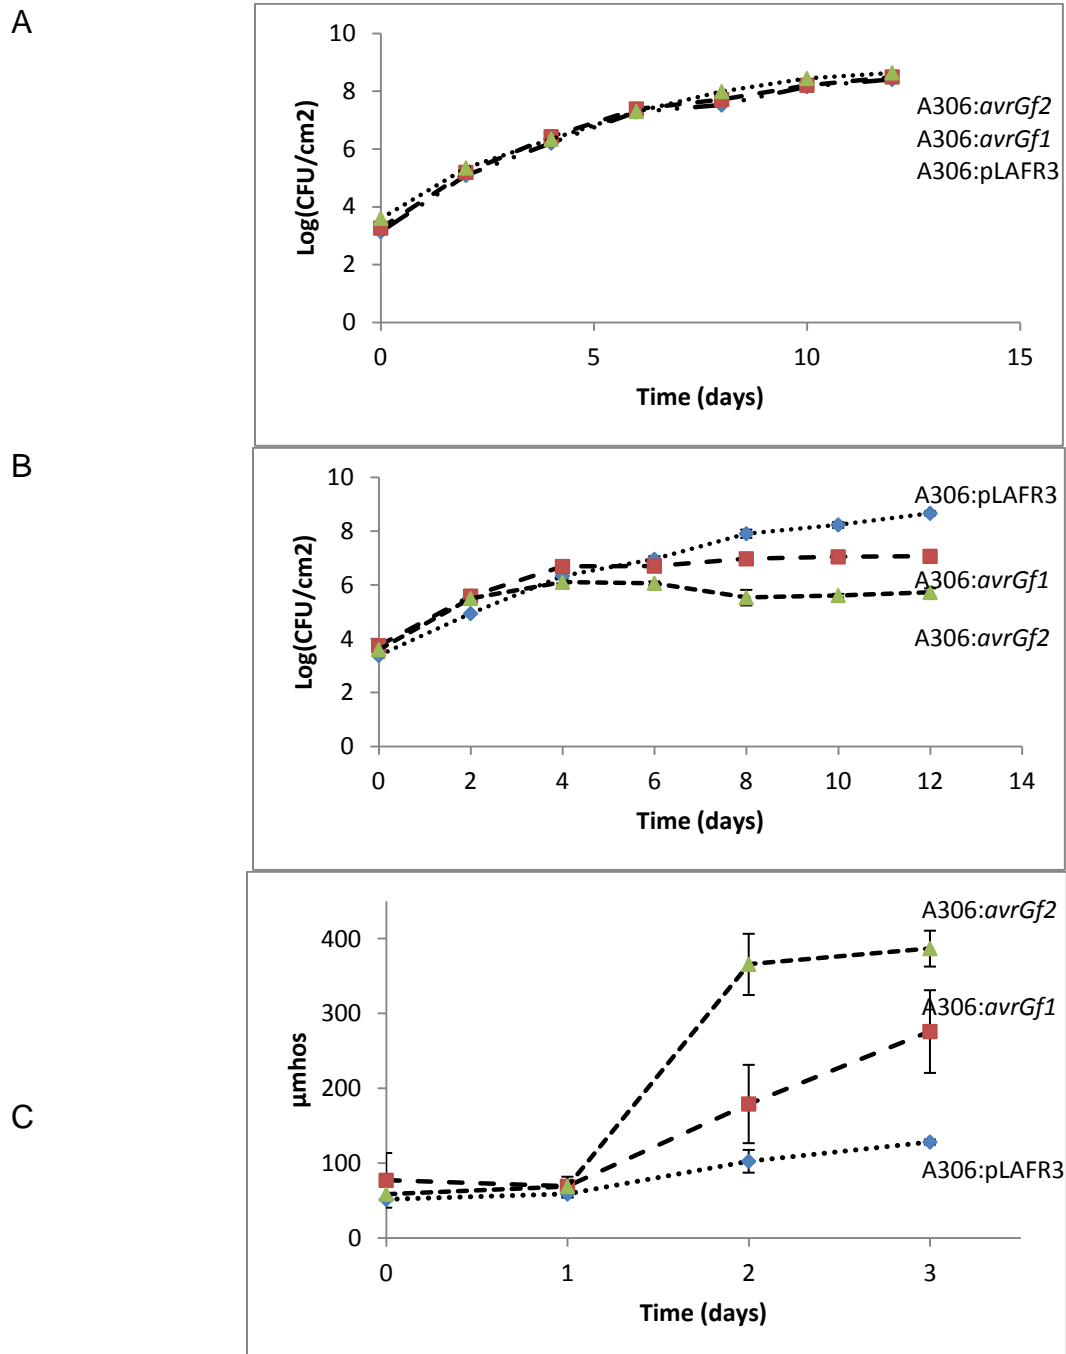 A
10
8
6
4
2
0
Log(CFU/cm2)
A306:avrGf2
A306:avrGf1
A306:pLAFR3
0 5 10 15
Time (days)
B
10
8
6
4
2
0
Log(CFU/cm2)
A306:pLAFR3
A306:avrGf1
A306:avrGf2
0 2 4 6 8 10 12 14
Time (days)
C
400
300
200
100
0
µmhos
A306:avrGf2
A306:avrGf1
A306:pLAFR3
0 1 2 3
Time (days)